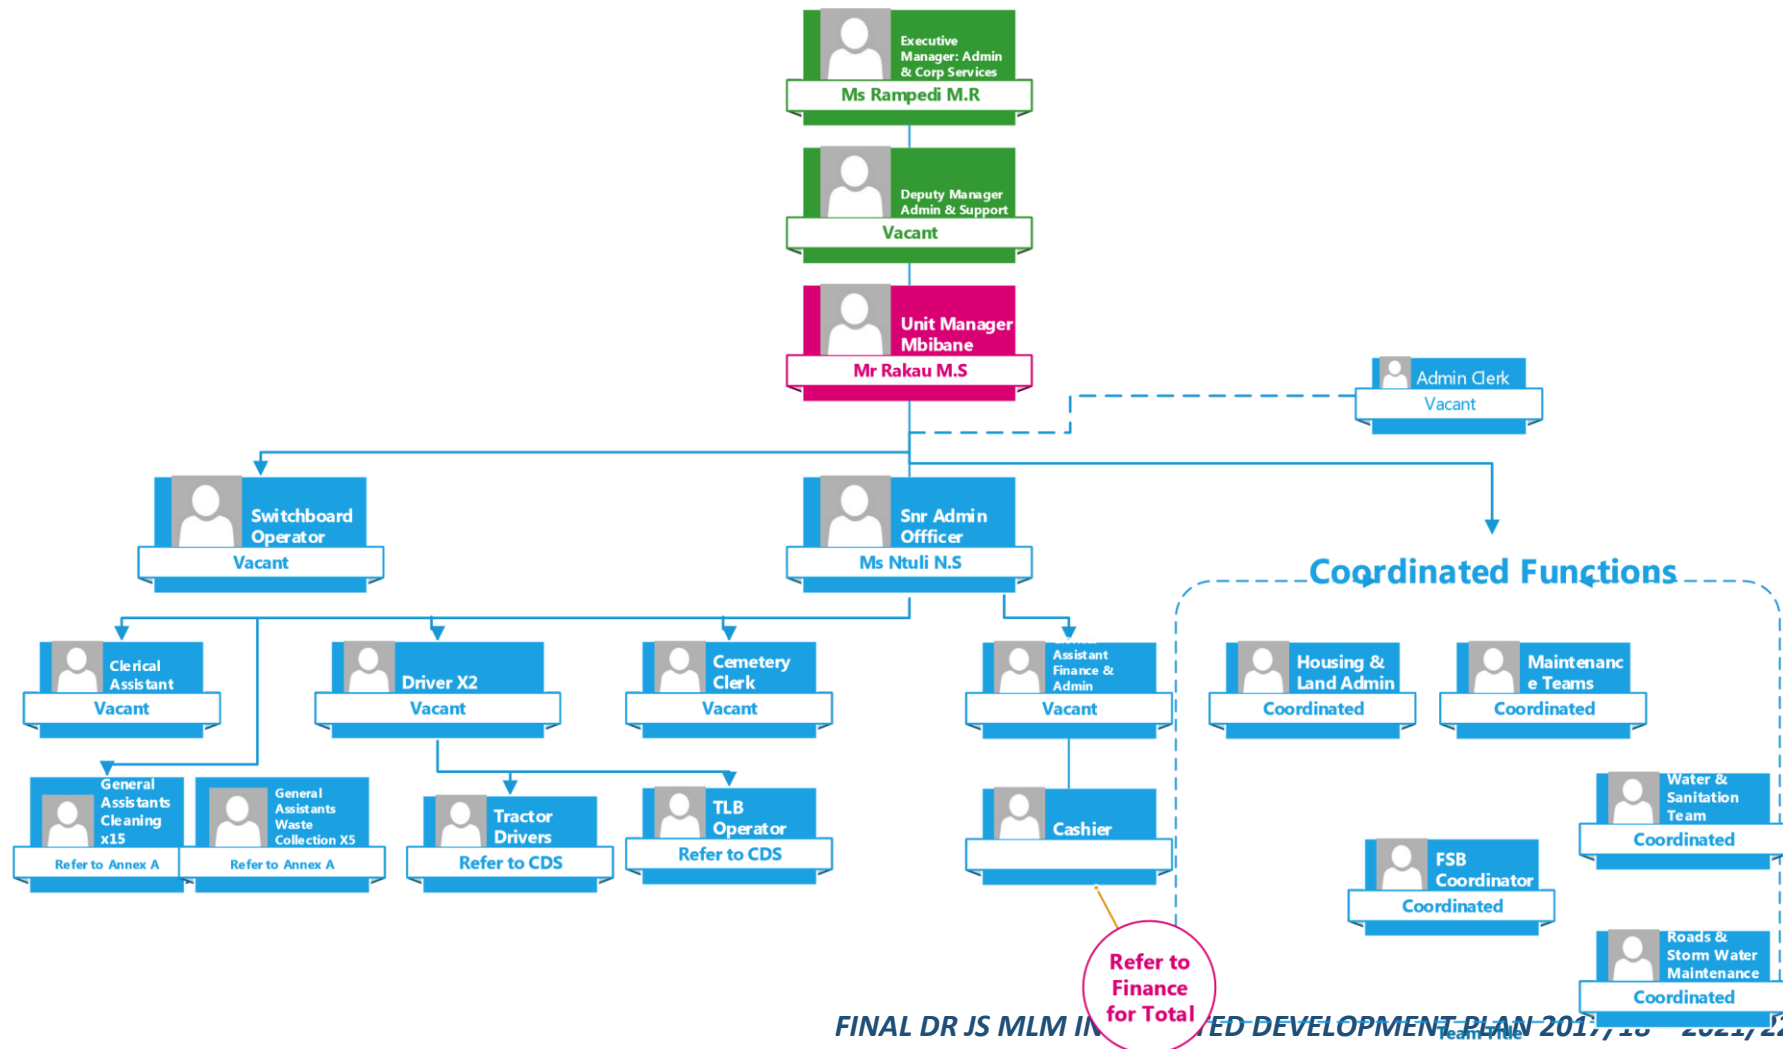 Executive
Manager: Admin
& Corp Services
Ms Rampedi M.R
Deputy Manager
Admin & Support
Vacant
Unit Manager
Mbibane
Mr Rakau M.S
Admin Clerk
Vacant
Switchboard
Operator
Vacant
Snr Admin
Offficer
Ms Ntuli N.S
Coordinated Functions
Clerical
Assistant
Vacant
Driver X2
Vacant
Cemetery
Clerk
Vacant
Assistant
Finance &
Admin
Vacant
Housing &
Land Admin
Coordinated
Maintenanc
e Teams
Coordinated
General
Assistants
Cleaning
x15
Refer to Annex A
General
Assistants
Waste
Collection X5
Refer to Annex A
Tractor
Drivers
Refer to CDS
TLB
Operator
Refer to CDS
Cashier
Water &
Sanitation
Team
Coordinated
FSB
Coordinator
Coordinated
Roads &
Storm Water
Maintenance
Coordinated
Refer to
Finance
for Total
Team Title
FINAL DR JS MLM DEVELOPMENT PLAN 2017/18 2021/22